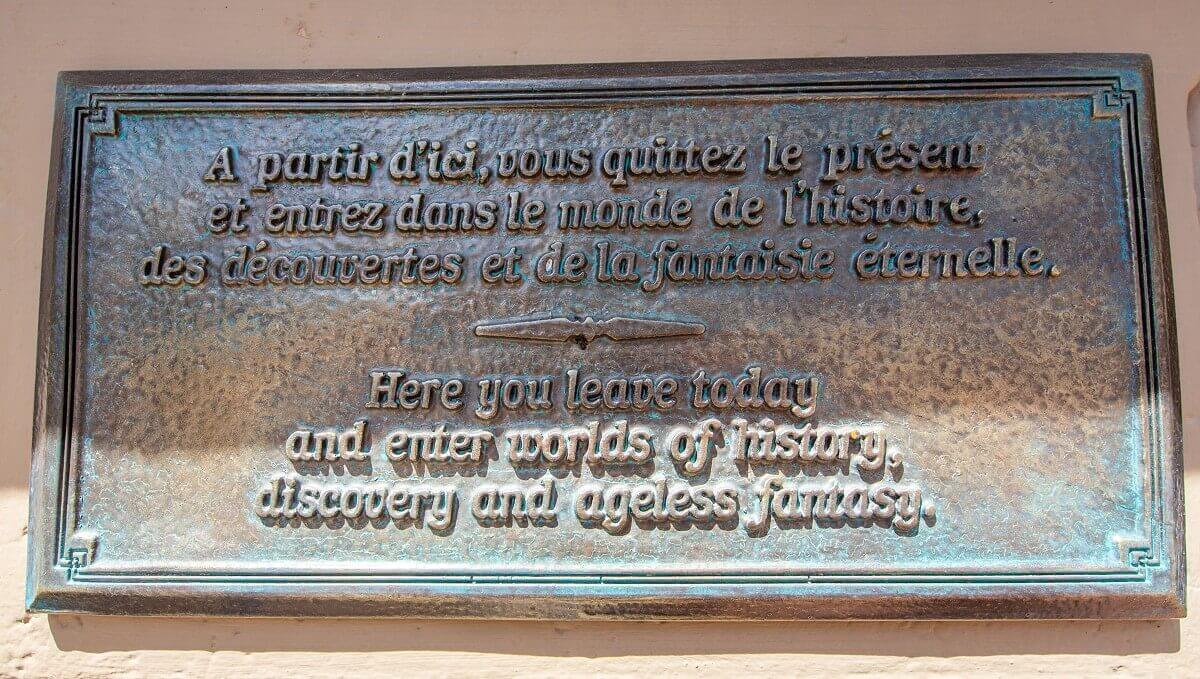 A partir d'ici, vous quittez le présent
et entrez dans le monde de l'histoire,
des découvertes et de la fantaisie éternelle.
Here you leave today
and enter worlds of history,
discovery and ageless fantasy.